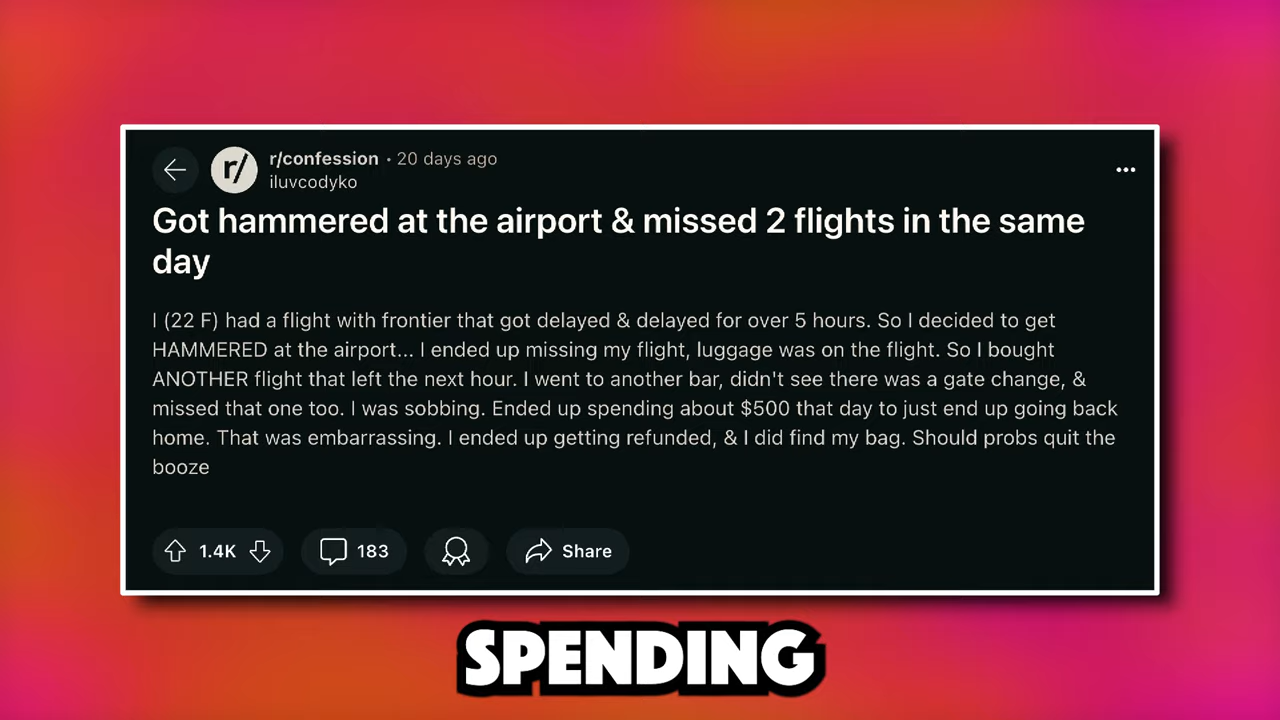 r/confession • 20 days ago
iluvcodyko
Got hammered at the airport & missed 2 flights in the same
day
I (22 F) had a flight with frontier that got delayed & delayed for over 5 hours. So I decided to get
HAMMERED at the airport... I ended up missing my flight, luggage was on the flight. So I bought
ANOTHER flight that left the next hour. I went to another bar, didn't see there was a gate change, &
missed that one too. I was sobbing. Ended up spending about $500 that day to just end up going back
home. That was embarrassing. I ended up getting refunded, & I did find my bag. Should probs quit the
booze
1.4K 183 Share
SPENDING